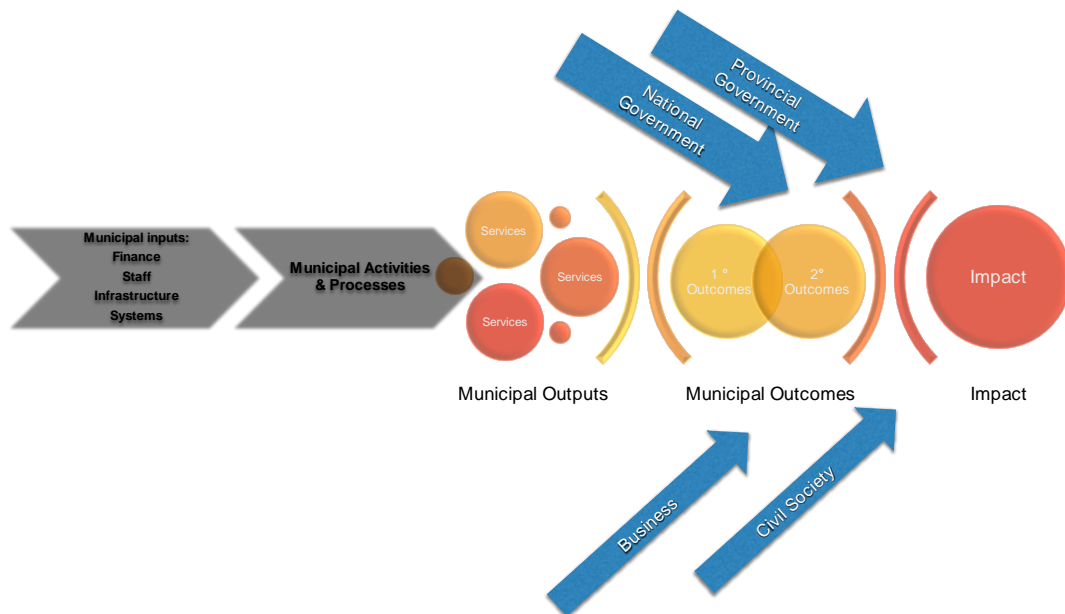 Provincial
Government
National
Government
Municipal inputs:
Finance
Staff
Infrastructure
Systems
Municipal Activities
& Processes
Services
Services
Services
1 °
Outcomes
2°
Outcomes
Impact
Municipal Outputs
Municipal Outcomes
Impact
Business
Civil Society